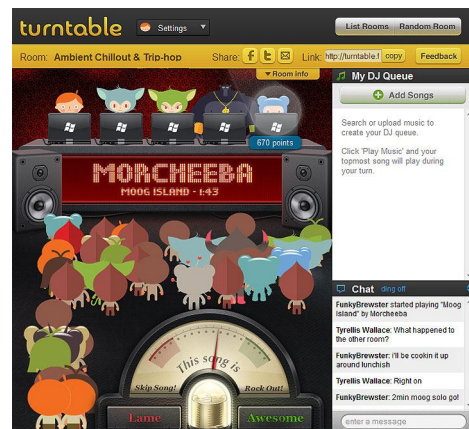 turntable
Settings
List Rooms
Random Room
Room: Ambient Chillout & Trip-hop
Share:
Link:
http://turntable.f
copy
Feedback
Room info
670 points
MORCHEEBA
MOOG ISLAND - 1:43
My DJ Queue
Add Songs
Search or upload music to
create your DJ queue.
Click 'Play Music' and your
topmost song will play during
your turn.
Chat
ding off
FunkyBrewster started playing "Moog
Island" by Morcheeba
Tyrellis Wallace: What happened to
the other room?
FunkyBrewster: i'll be cookin it up
around lunchish
Tyrellis Wallace: Right on
FunkyBrewster: 2min moog solo go!
enter a message
This song is
Skip Song!
Rock Out!
Lame
Awesome